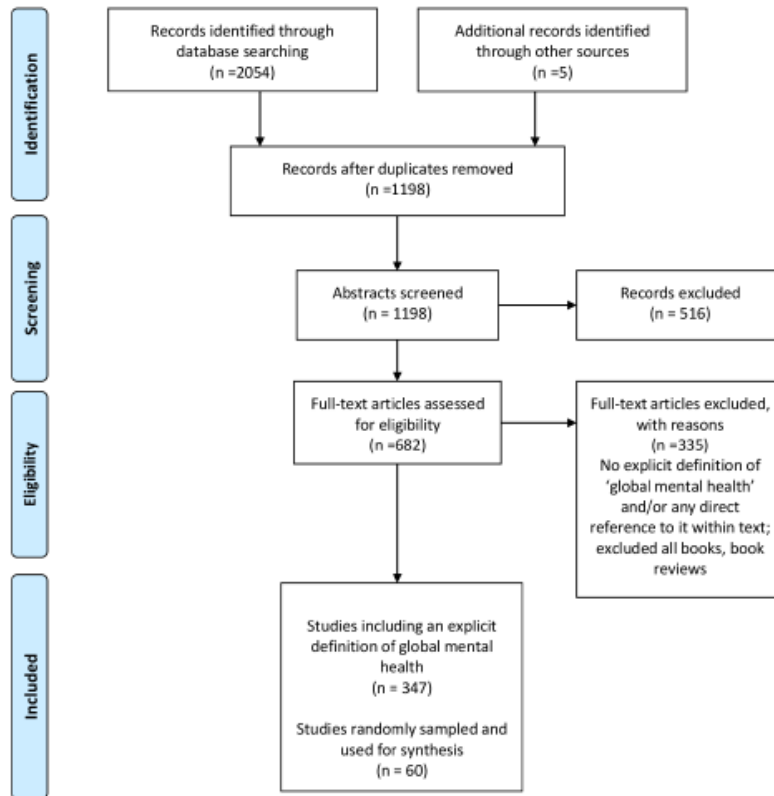 Identification
Records identified through
database searching
(n =2054)
Additional records identified
through other sources
(n =5)
Records after duplicates removed
(n =1198)
Screening
Abstracts screened
(n = 1198)
Records excluded
(n = 516)
Eligibility
Full-text articles assessed
for eligibility
(n =682)
Full-text articles excluded,
with reasons
(n =335)
No explicit definition of
‘global mental health’
and/or any direct
reference to it within text;
excluded all books, book
reviews
Included
Studies including an explicit
definition of global mental
health
(n = 347)
Studies randomly sampled and
used for synthesis
(n = 60)